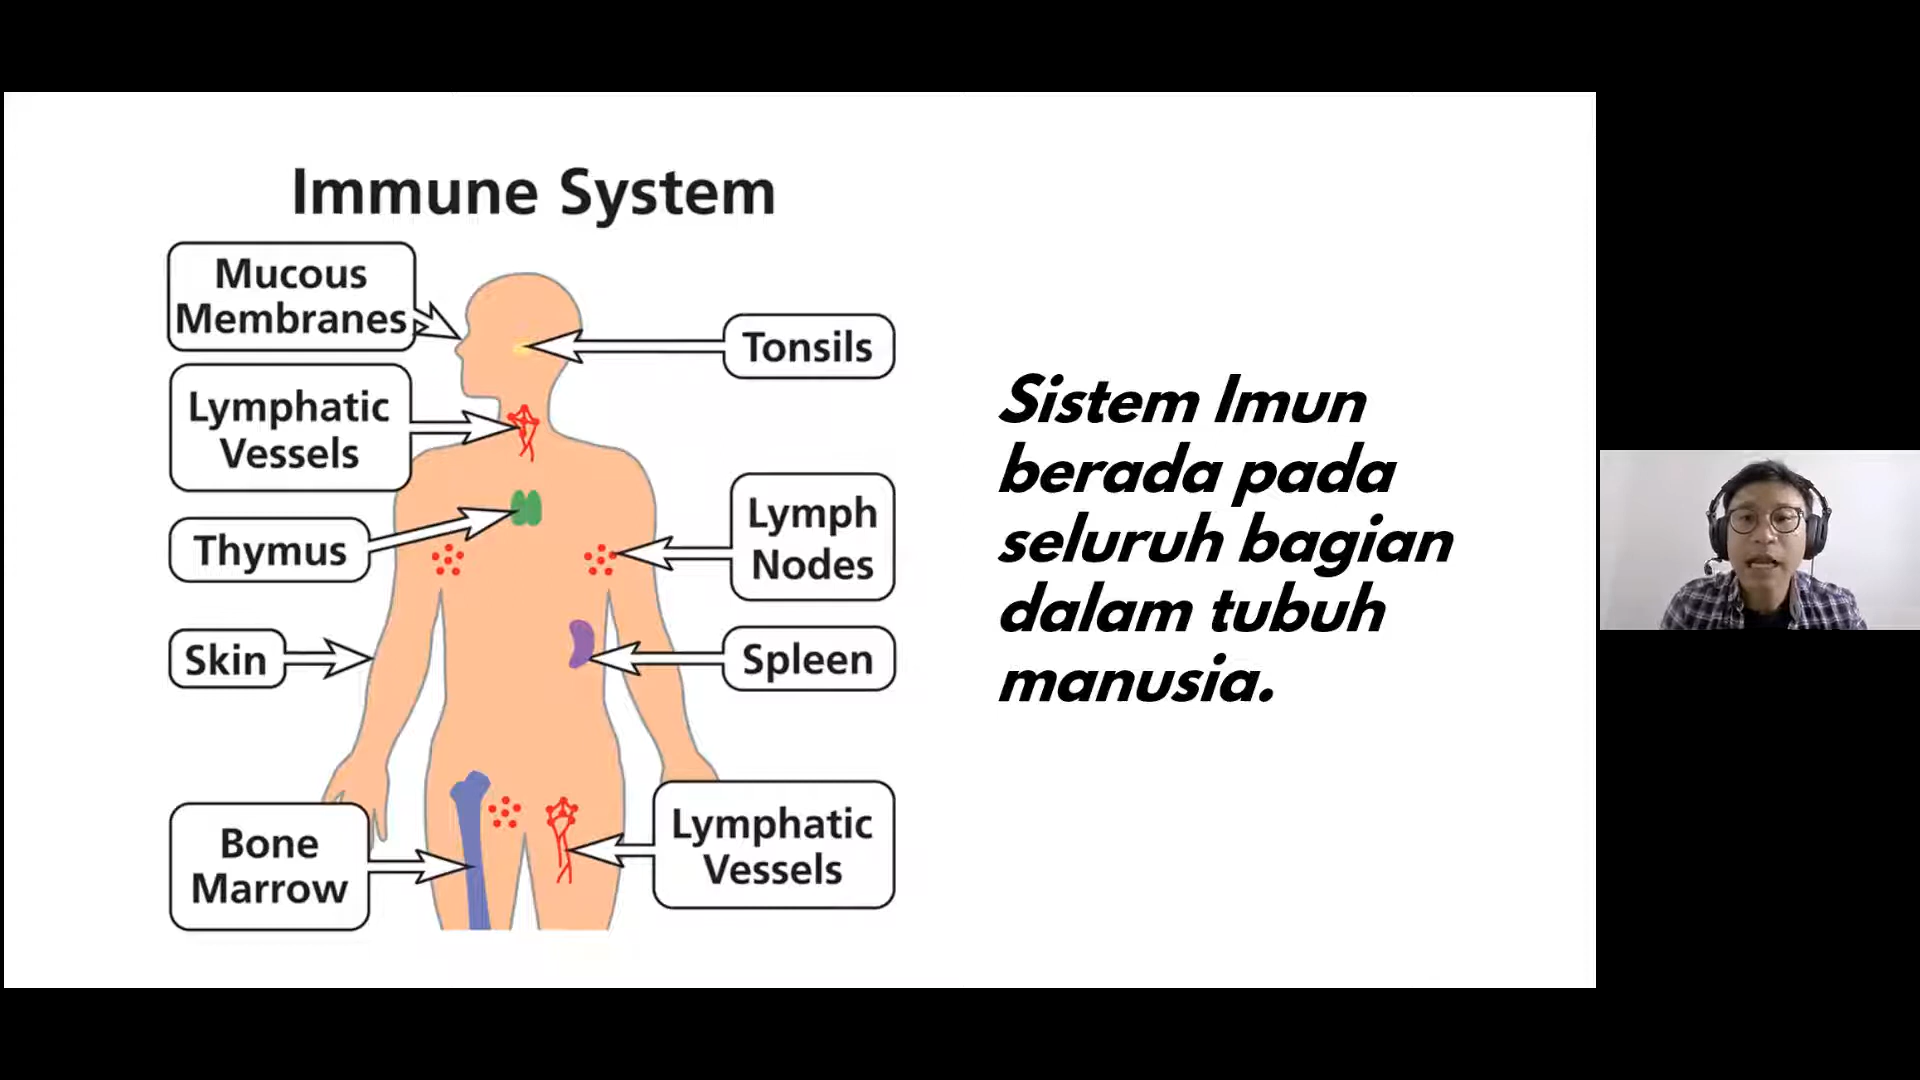 Immune System
Mucous
Membranes
Tonsils
Lymphatic
Vessels
Lymph
Nodes
Thymus
Skin
Spleen
Bone
Marrow
Lymphatic
Vessels
Sistem Imun
berada pada
seluruh bagian
dalam tubuh
manusia.